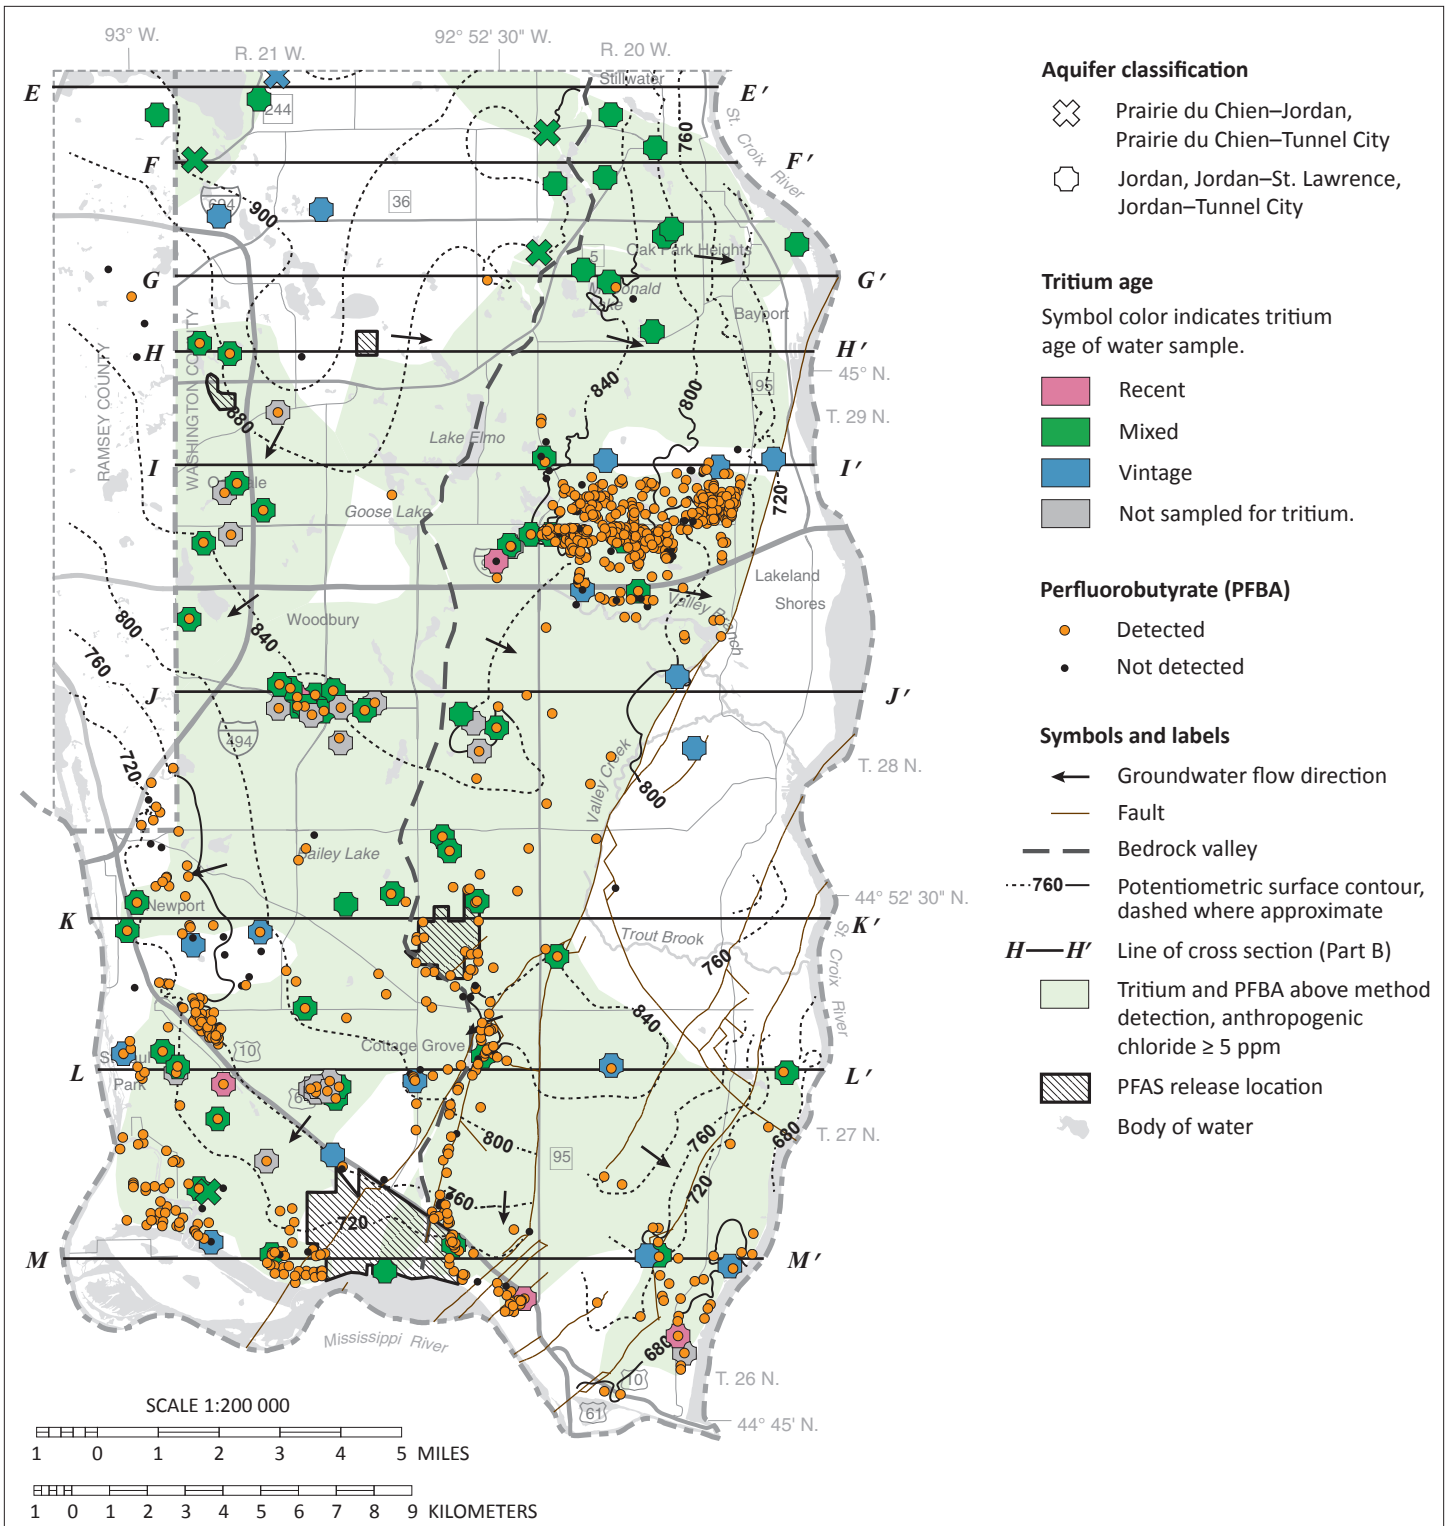 93° W.
R. 21 W.
92° 52' 30" W.
R. 20 W.
Stillwater
E
E'
244
760
St. Croix River
F
F'
694
900
36
Oak Park Heights
5
G
G'
McDonald
Lake
Bayport
RAMSEY COUNTY
WASHINGTON COUNTY
H
H'
45° N.
840
800
95
880
T. 29 N.
Lake Elmo
I
I'
720
Goose Lake
Lakeland
Shores
Valley Branch
Woodbury
800
840
760
J
J'
494
720
Valley Creek
800
T. 28 N.
Bailey Lake
44° 52' 30" N.
Newport
K
K'
Trout Brook
760
St. Croix River
840
10
Cottage Grove
L
L'
Park
800
760
680
T. 27 N.
95
720
760
720
M
M'
Mississippi River
680
10
T. 26 N.
61
44° 45' N.
SCALE 1:200 000
1 0 1 2 3 4 5 MILES
1 0 1 2 3 4 5 6 7 8 9 KILOMETERS
Aquifer classification
Prairie du Chien–Jordan,
Prairie du Chien–Tunnel City
Jordan, Jordan–St. Lawrence,
Jordan–Tunnel City
Tritium age
Symbol color indicates tritium
age of water sample.
Recent
Mixed
Vintage
Not sampled for tritium.
Perfluorobutyrate (PFBA)
Detected
Not detected
Symbols and labels
Groundwater flow direction
Fault
Bedrock valley
760
Potentiometric surface contour,
dashed where approximate
H H' Line of cross section (Part B)
Tritium and PFBA above method
detection, anthropogenic
chloride ≥ 5 ppm
PFAS release location
Body of water